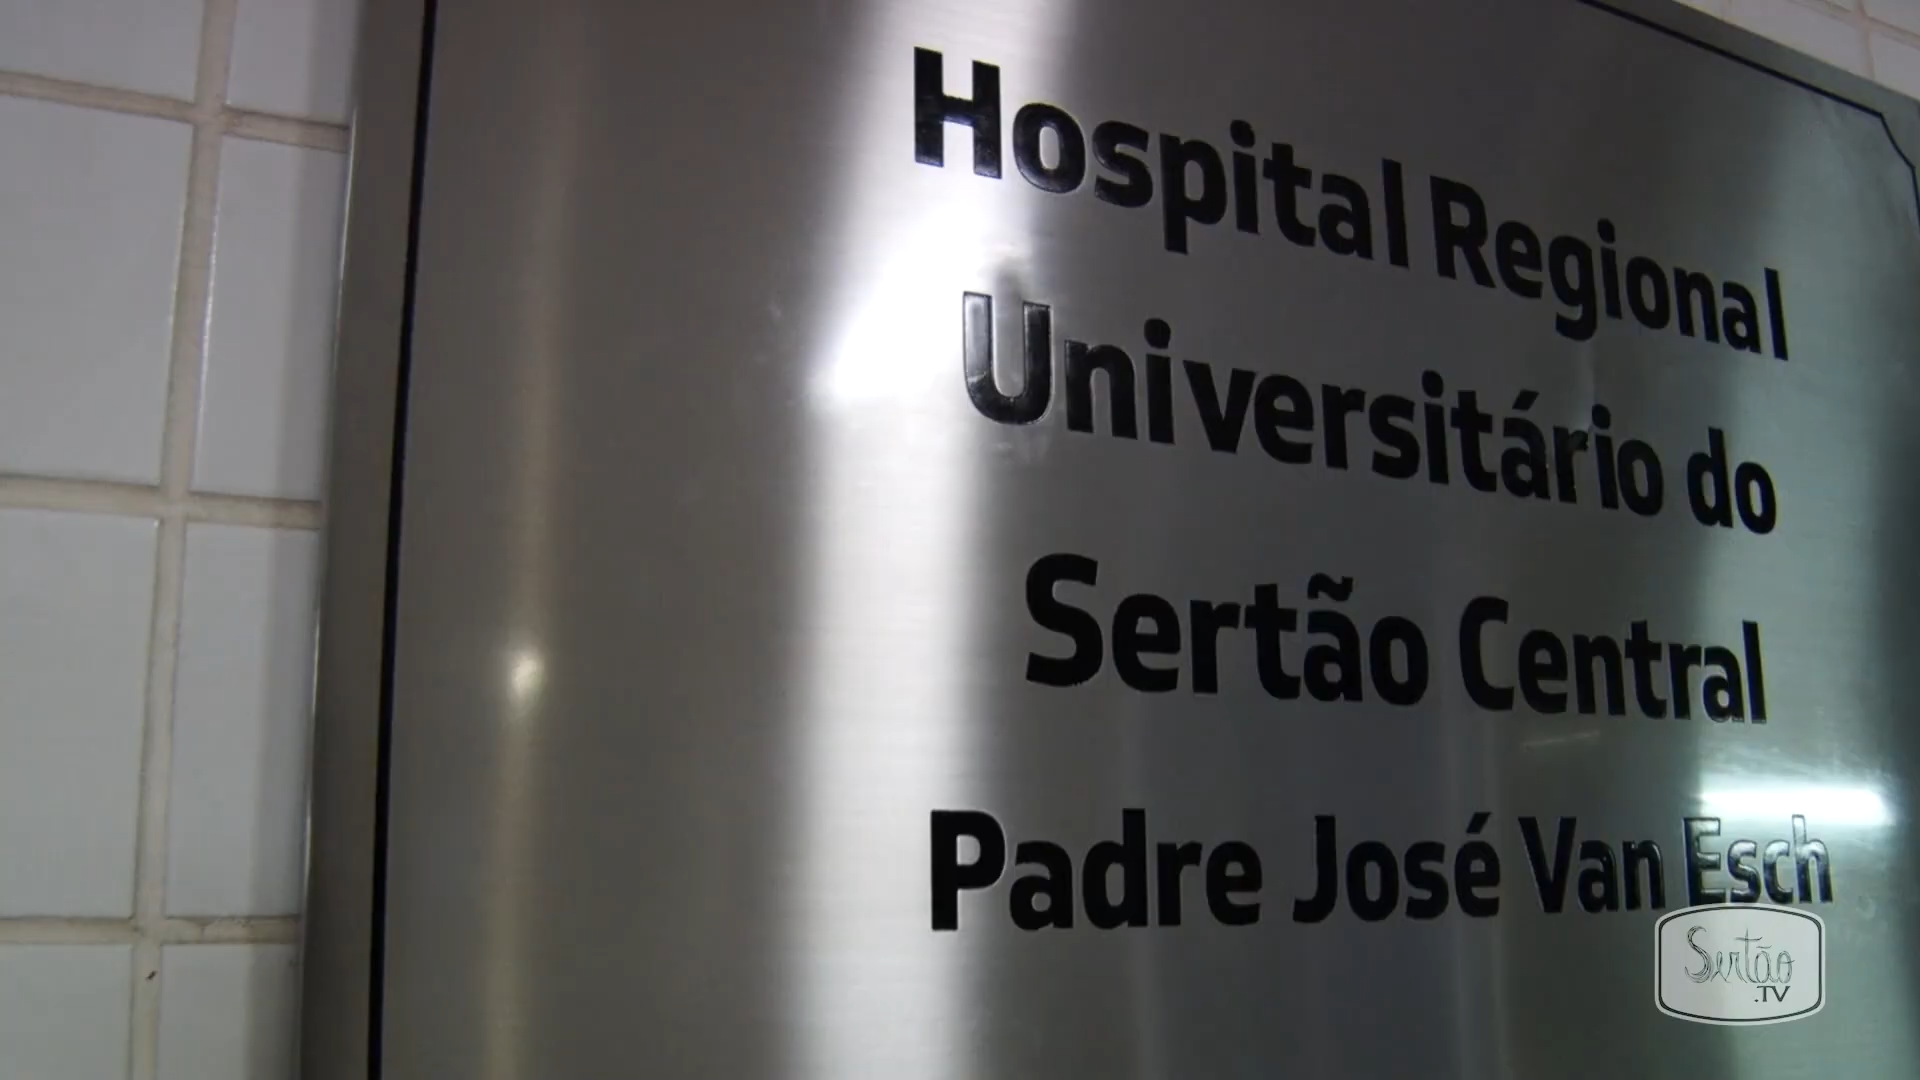 Hospital Regional
Universitário do
Sertão Central
Padre José Van Esch
Sertão
.TV